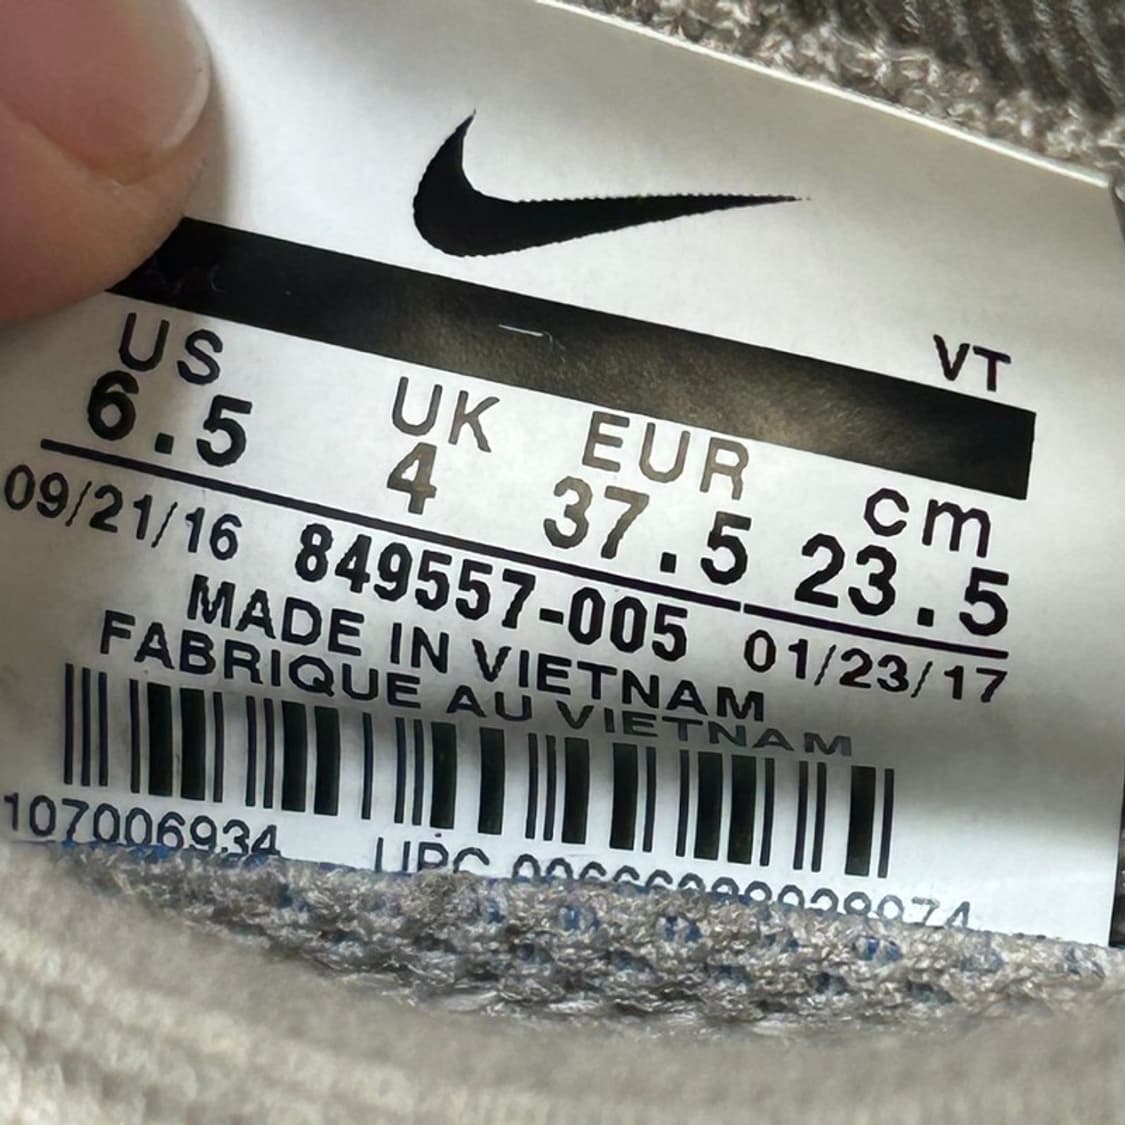 VT
US UK EUR cm
6.5 4 37.5 23.5
09/21/16 849557-005 01/23/17
MADE IN VIETNAM
FABRIQUE AU VIETNAM
107006934 UPC